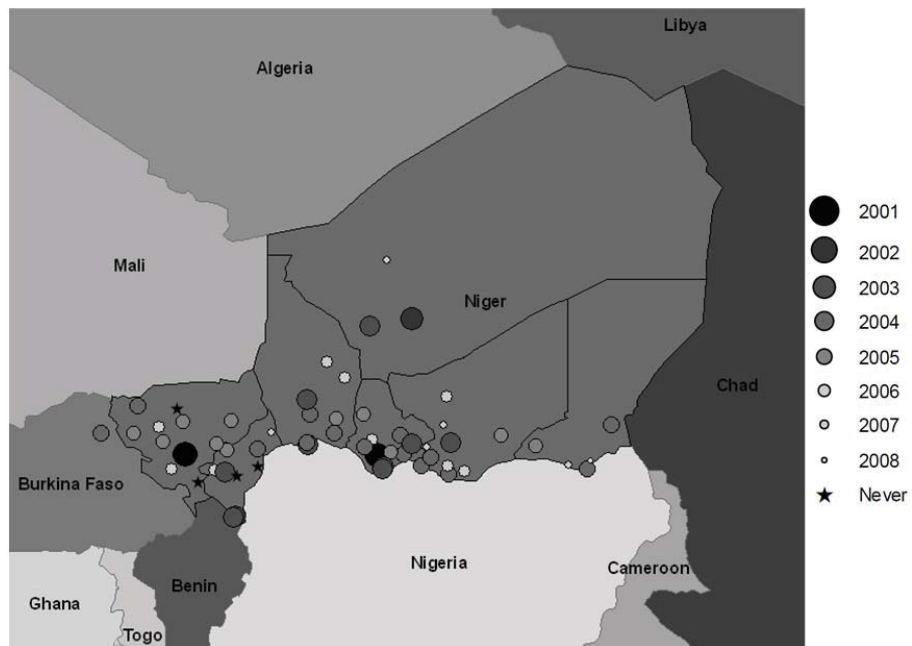 Libya
Algeria
Mali
Niger
Chad
Burkina Faso
Nigeria
Cameroon
Benin
Ghana
Togo
2001
2002
2003
2004
2005
2006
2007
2008
Never